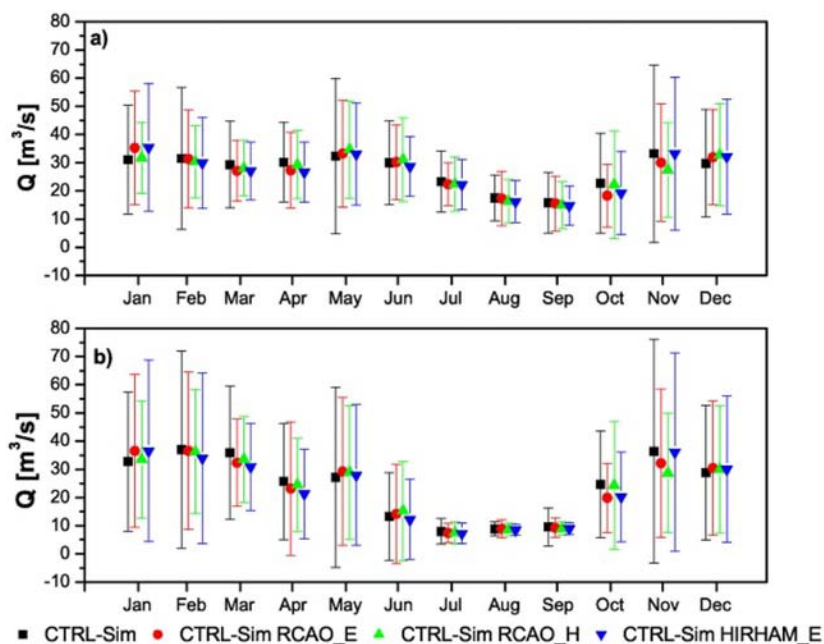 80
70
60
50
40
30
20
10
0
-10
Q [m³/s]
a)
Jan Feb Mar Apr May Jun Jul Aug Sep Oct Nov Dec
80
70
60
50
40
30
20
10
0
-10
Q [m³/s]
b)
Jan Feb Mar Apr May Jun Jul Aug Sep Oct Nov Dec
CTRL-Sim CTRL-Sim RCAO_E CTRL-Sim RCAO_H CTRL-Sim HIRHAM_E